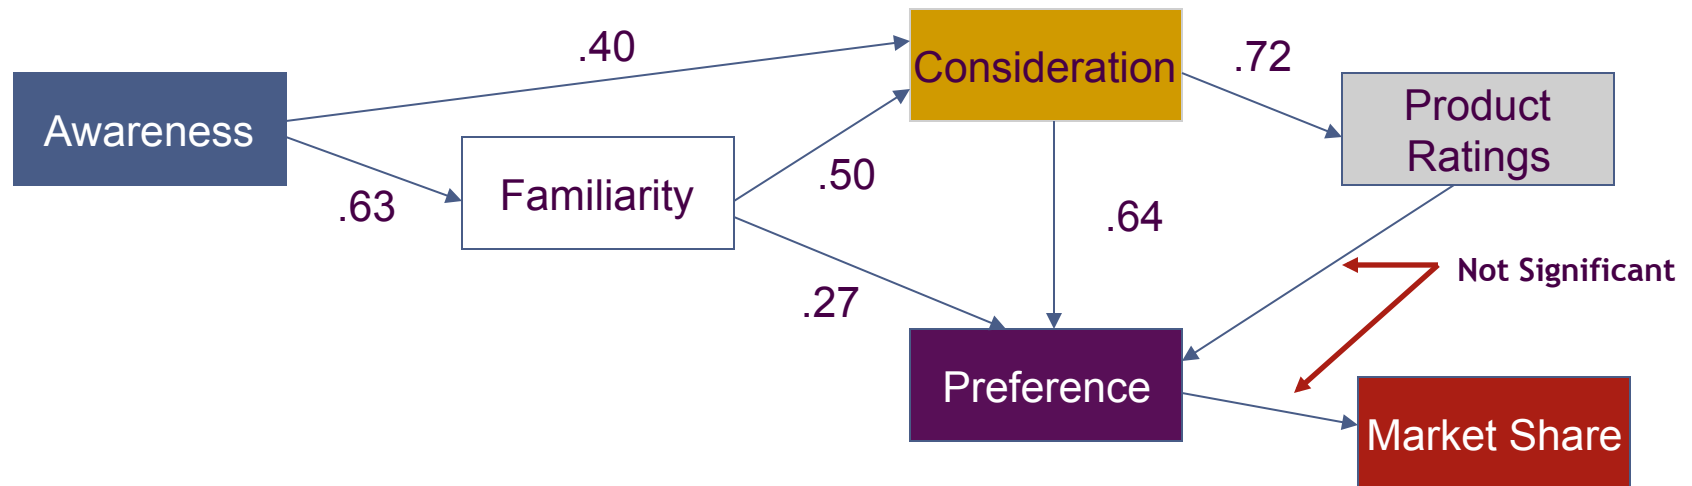 .40
Consideration
.72
Awareness
Product
Ratings
.63
Familiarity
.50
.64
.27
Not Significant
Preference
Market Share